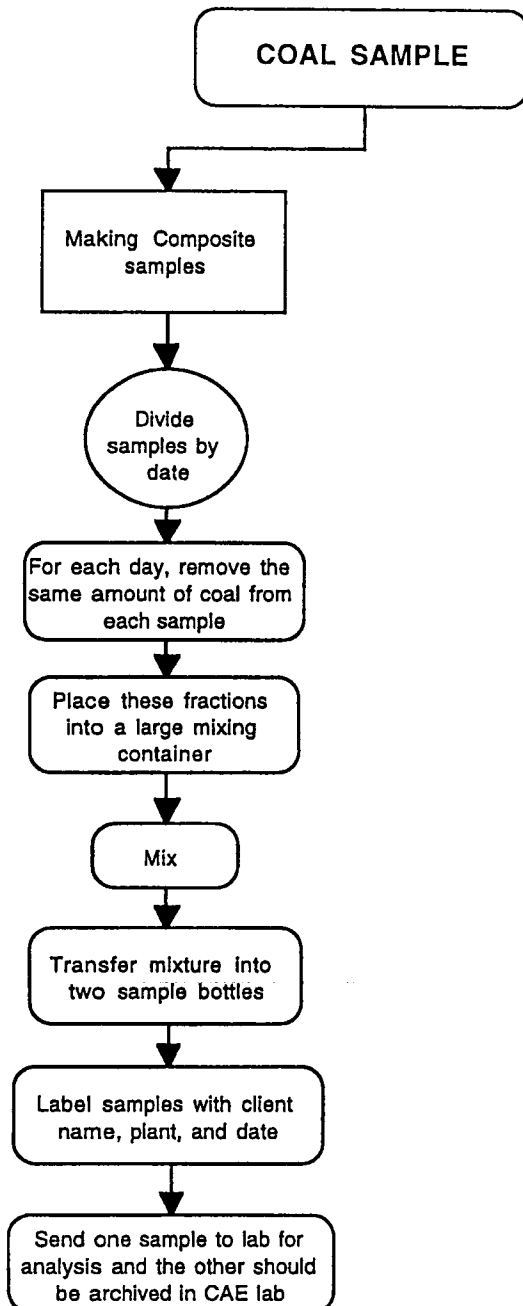 COAL SAMPLE
Making Composite
samples
Divide
samples by
date
For each day, remove the
same amount of coal from
each sample
Place these fractions
into a large mixing
container
Mix
Transfer mixture into
two sample bottles
Label samples with client
name, plant, and date
Send one sample to lab for
analysis and the other should
be archived in CAE lab